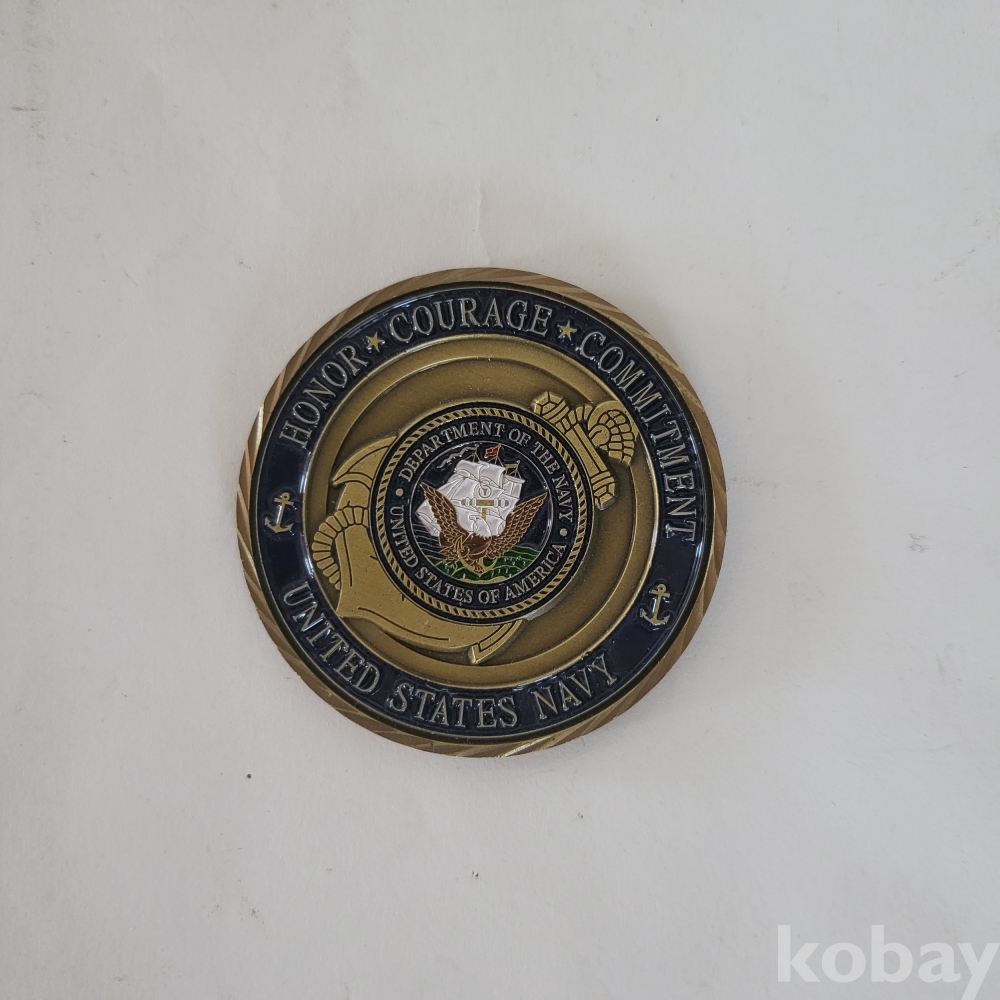 HONOR ★ COURAGE ★ COMMITMENT
UNITED STATES NAVY
• DEPARTMENT OF THE NAVY •
UNITED STATES OF AMERICA
kobay